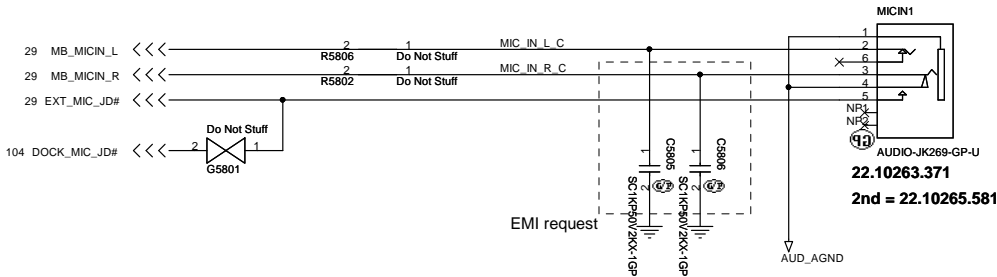 MICIN1
29 MB_MICIN_L
2
R5806
1
Do Not Stuff
MIC_IN_L_C
29 MB_MICIN_R
2
R5802
1
Do Not Stuff
MIC_IN_R_C
29 EXT_MIC_JD#
1
2
6
3
4
5
NP1
NP2
AUDIO-JK269-GP-U
22.10263.371
2nd = 22.10265.581
104 DOCK_MIC_JD#
Do Not Stuff
2
1
G5801
1
2
C5805
SC1KP50V2KX-1GP
1
2
C5806
SC1KP50V2KX-1GP
EMI request
AUD_AGND